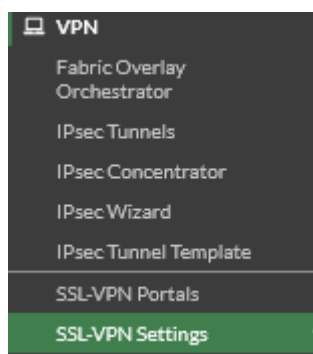 VPN
Fabric Overlay
Orchestrator
IPsec Tunnels
IPsec Concentrator
IPsec Wizard
IPsec Tunnel Template
SSL-VPN Portals
SSL-VPN Settings